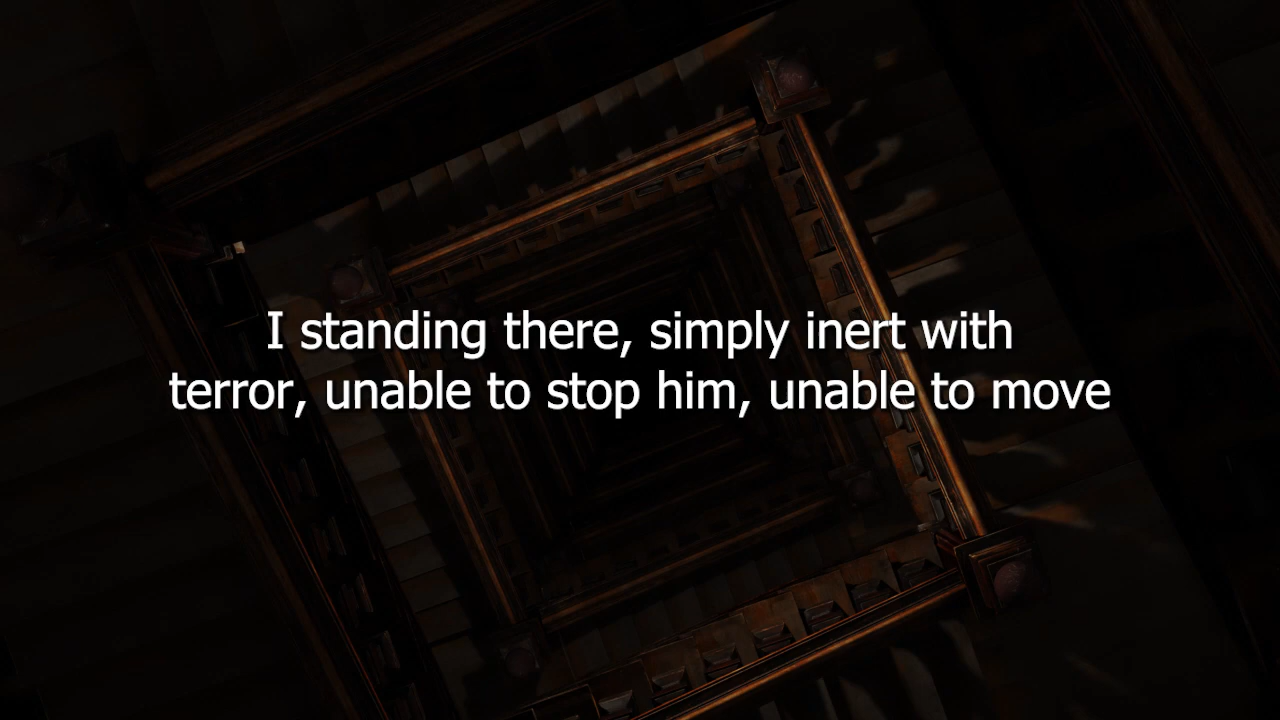 I standing there, simply inert with
terror, unable to stop him, unable to move